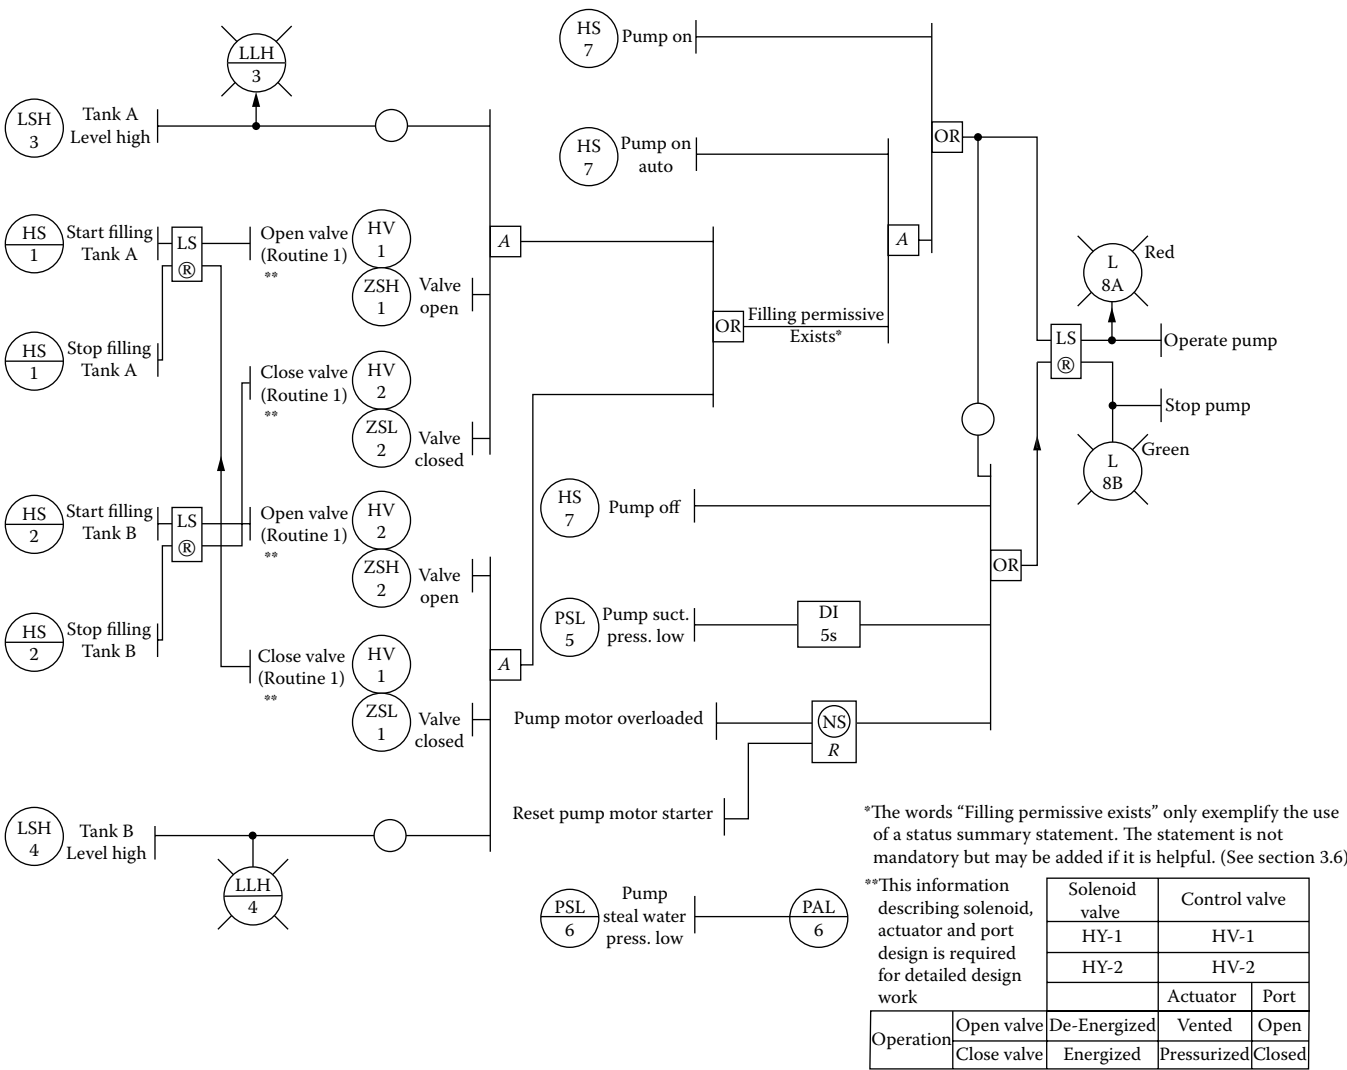 LLH
3
LSH
3
Tank A
Level high
HS
7
Pump on
HS
7
Pump on
auto
OR
A
HS
1
Start filling
Tank A
LS
Ⓡ
Open valve
(Routine 1)
**
HV
1
ZSH
1
Valve
open
A
HS
1
Stop filling
Tank A
Close valve
(Routine 1)
**
HV
2
ZSL
2
Valve
closed
OR
Filling permissive
Exists*
L
8A
Red
LS
Ⓡ
Operate pump
Stop pump
L
8B
Green
HS
2
Start filling
Tank B
LS
Ⓡ
Open valve
(Routine 1)
**
HV
2
ZSH
2
Valve
open
HS
7
Pump off
OR
HS
2
Stop filling
Tank B
Close valve
(Routine 1)
**
HV
1
ZSL
1
Valve
closed
A
PSL
5
Pump suct.
press. low
DI
5s
Pump motor overloaded
NS
R
Reset pump motor starter
LSH
4
Tank B
Level high
LLH
4
PSL
6
Pump
steal water
press. low
PAL
6
*The words “Filling permissive exists” only exemplify the use
of a status summary statement. The statement is not
mandatory but may be added if it is helpful. (See section 3.6)
**This information
describing solenoid,
actuator and port
design is required
for detailed design
work
Solenoid
valve
Control valve
HY-1
HV-1
HY-2
HV-2
Actuator
Port
Operation
Open valve
De-Energized
Vented
Open
Close valve
Energized
Pressurized
Closed